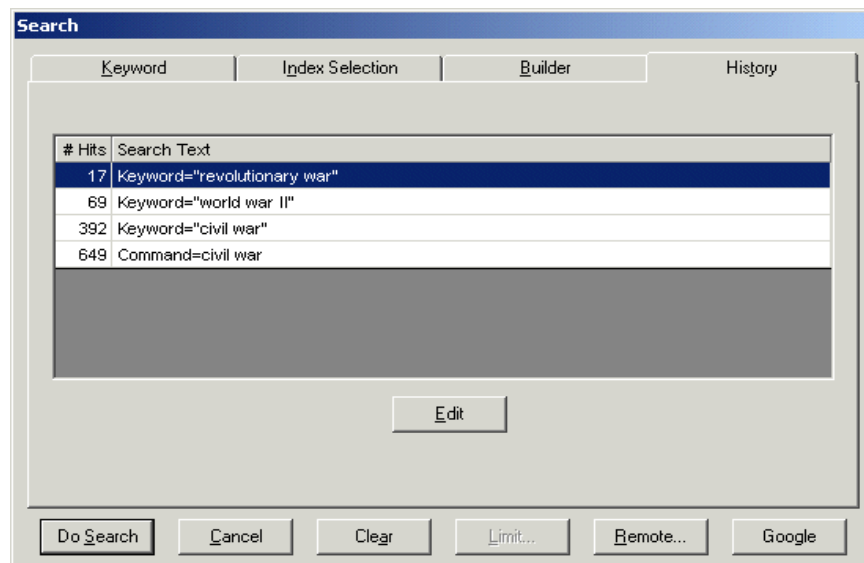 Search
Keyword Index Selection Builder History
# Hits Search Text
17 Keyword="revolutionary war"
69 Keyword="world war II"
392 Keyword="civil war"
649 Command=civil war
Edit
Do Search Cancel Clear Limit... Remote... Google